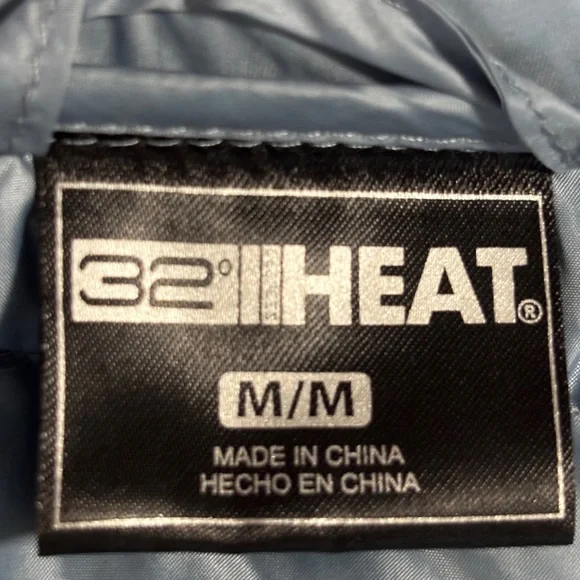 32° HEAT®
M/M
MADE IN CHINA
HECHO EN CHINA